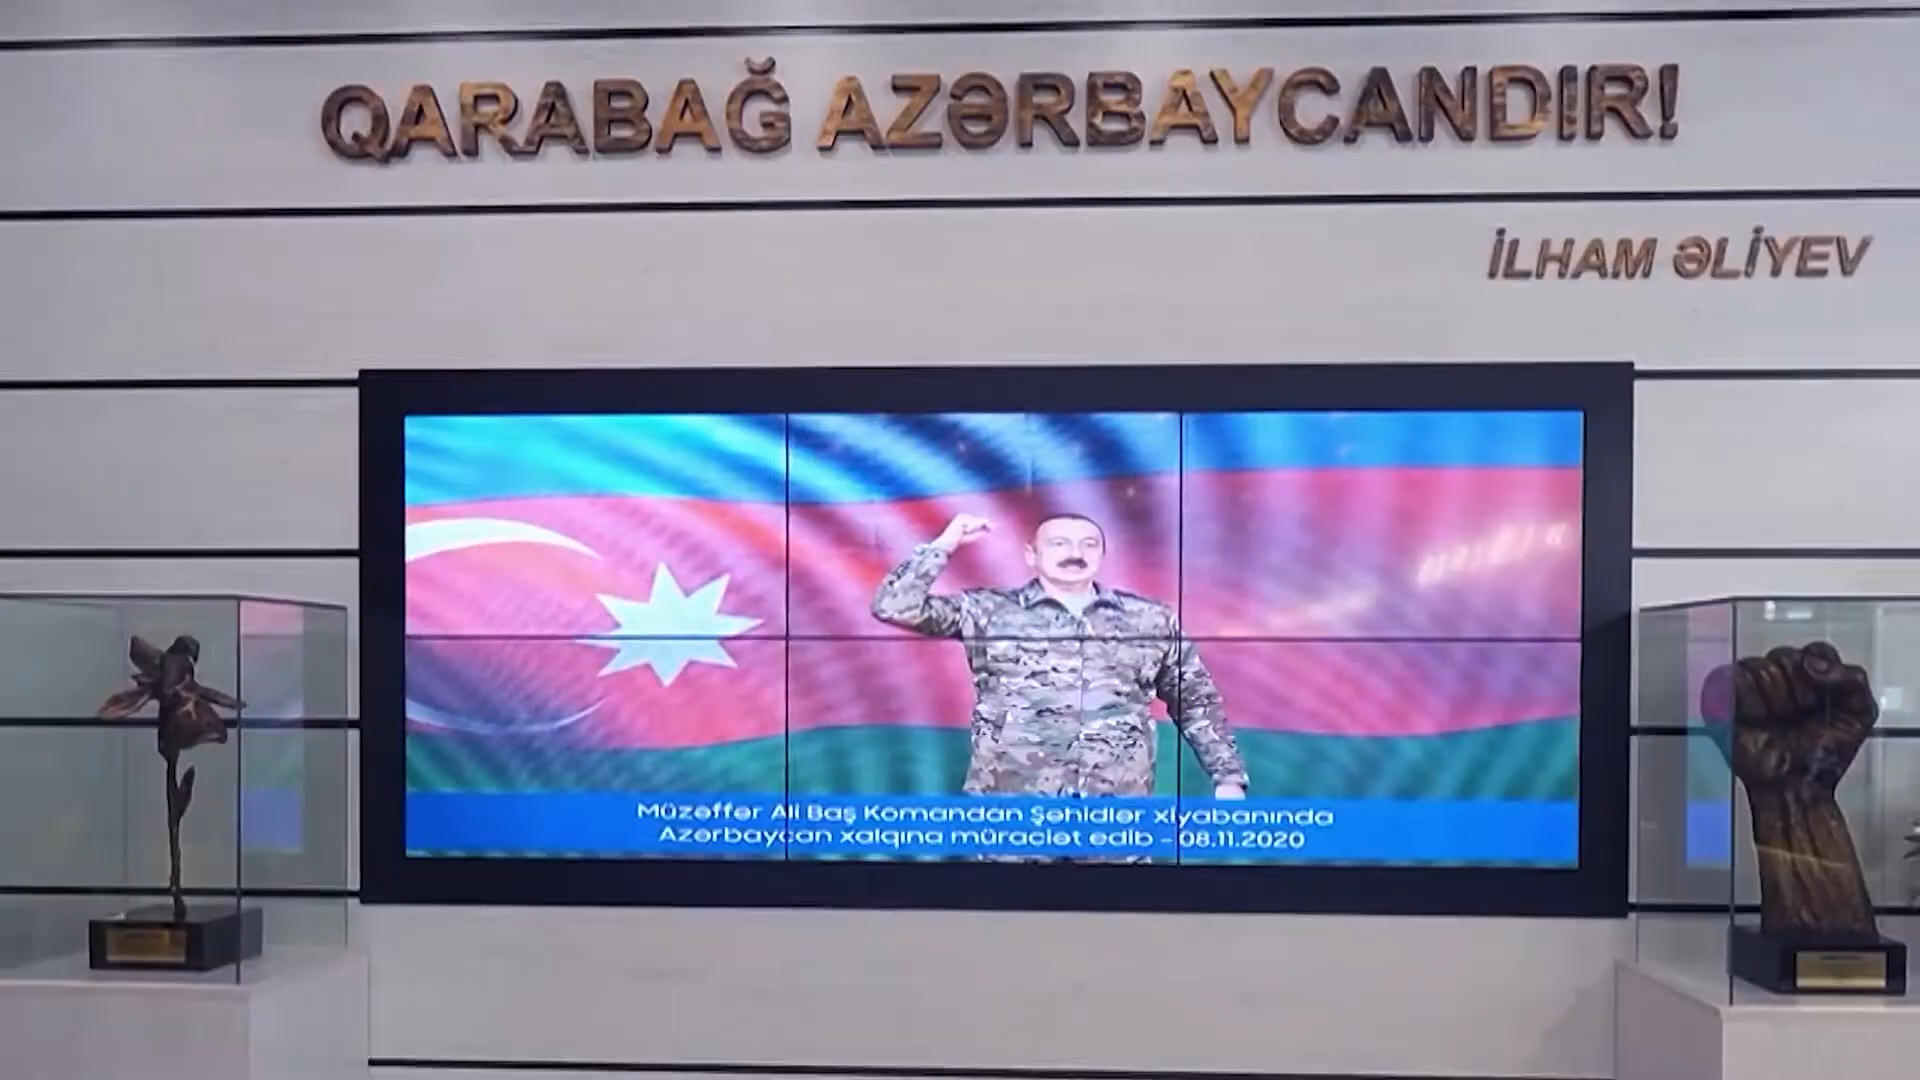 QARABAĞ AZƏRBAYCANDIR!
İLHAM ƏLİYEV
Müzəffər Ali Baş Komandan Şəhidlər xiyabanında
Azərbaycan xalqına müraciət edib - 08.11.2020